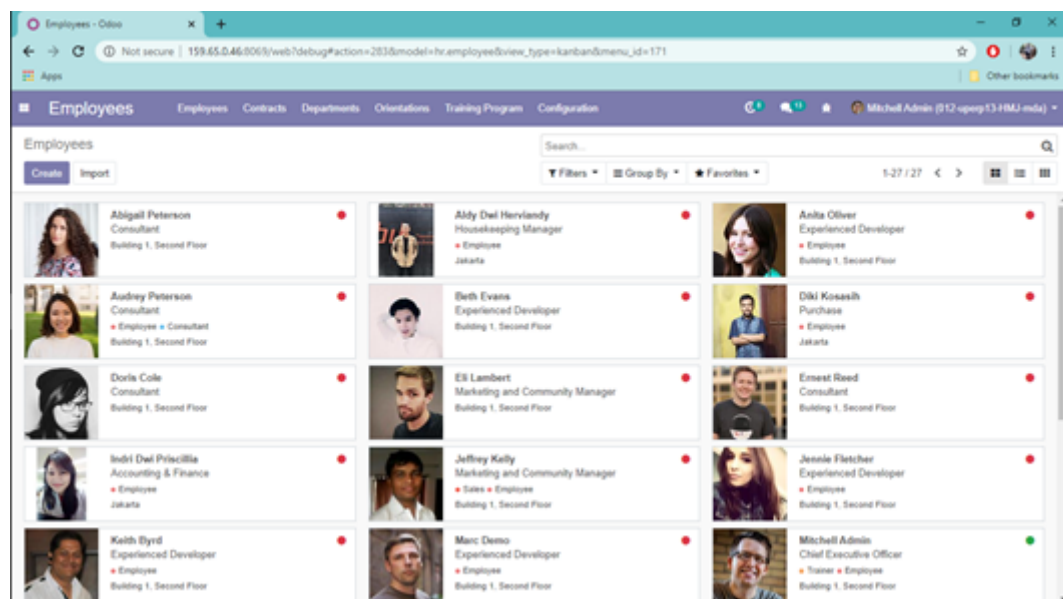 Employees - Odoo
Not secure | 159.65.0.46:8069/web?debug#action=283&model=hr.employee&view_type=kanban&menu_id=171
Apps
Other bookmarks
Employees Employees Contracts Departments Orientations Training Program Configuration Mitchell Admin (012-uperp13-HMJ-mda)
Employees
Search...
Create Import
Filters Group By Favorites 1-27 / 27
Abigail Peterson
Consultant
Building 1, Second Floor
Aldy Dwi Herviandy
Housekeeping Manager
Employee
Jakarta
Anita Oliver
Experienced Developer
Employee
Building 1, Second Floor
Audrey Peterson
Consultant
Employee Consultant
Building 1, Second Floor
Beth Evans
Experienced Developer
Building 1, Second Floor
Diki Kosasih
Purchase
Employee
Jakarta
Doris Cole
Consultant
Building 1, Second Floor
Eli Lambert
Marketing and Community Manager
Building 1, Second Floor
Ernest Reed
Consultant
Building 1, Second Floor
Indri Dwi Priscillia
Accounting & Finance
Employee
Jakarta
Jeffrey Kelly
Marketing and Community Manager
Sales Employee
Building 1, Second Floor
Jennie Fletcher
Experienced Developer
Employee
Building 1, Second Floor
Keith Byrd
Experienced Developer
Employee
Building 1, Second Floor
Marc Demo
Experienced Developer
Employee
Building 1, Second Floor
Mitchell Admin
Chief Executive Officer
Trainer Employee
Building 1, Second Floor